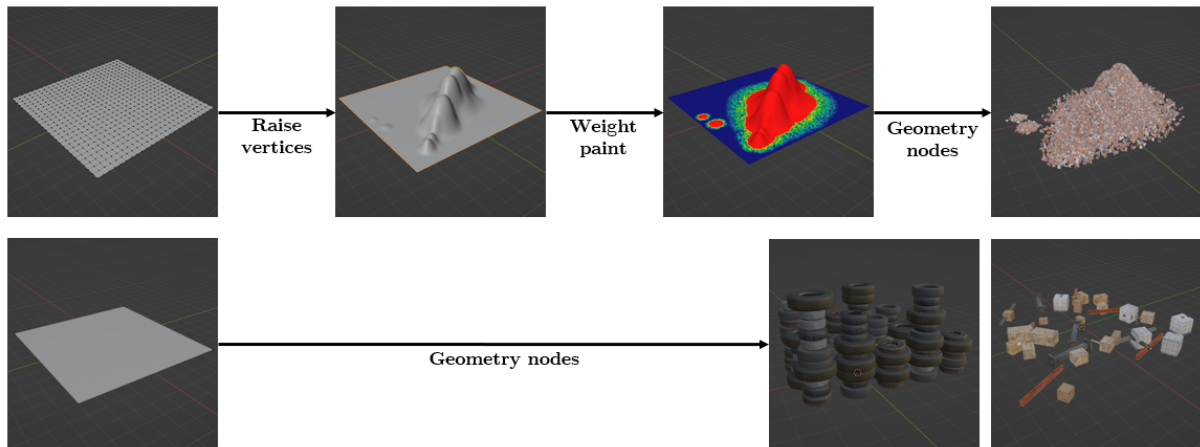 Raise
vertices
Weight
paint
Geometry
nodes
Geometry nodes